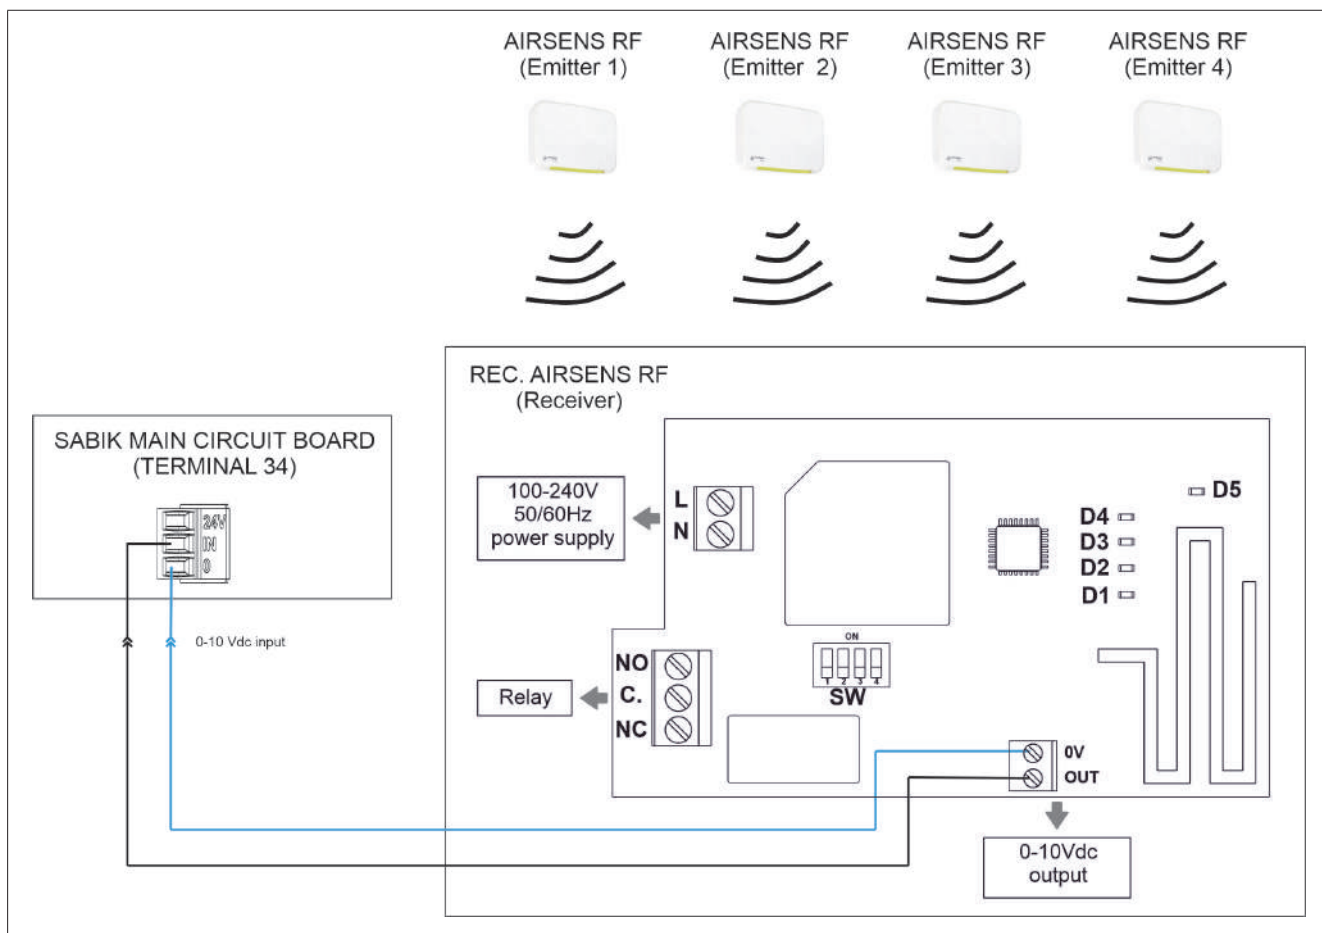 AIRSENS RF
(Emitter 1)
AIRSENS RF
(Emitter 2)
AIRSENS RF
(Emitter 3)
AIRSENS RF
(Emitter 4)
REC. AIRSENS RF
(Receiver)
SABIK MAIN CIRCUIT BOARD
(TERMINAL 34)
24V
IN
0
0-10 Vdc input
100-240V
50/60Hz
power supply
L
N
D5
D4
D3
D2
D1
ON
1 2 3 4
SW
NO
C.
NC
Relay
0V
OUT
0-10Vdc
output